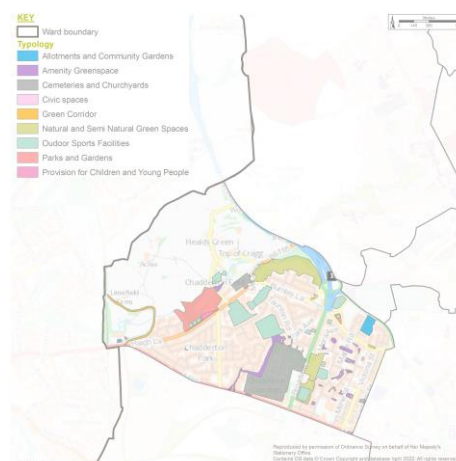 KEY
Ward boundary
Typology
Allotments and Community Gardens
Amenity Greenspace
Cemeteries and Churchyards
Civic spaces
Green Corridor
Natural and Semi Natural Green Spaces
Oudoor Sports Facilities
Parks and Gardens
Provision for Children and Young People
Healds Green
Top of Cragg
Chadderton
Park
Reproduced by permission of Ordnance Survey on behalf of Her Majesty's
Stationery Office
Contains OS data © Crown Copyright and database right 2022. All rights reserved